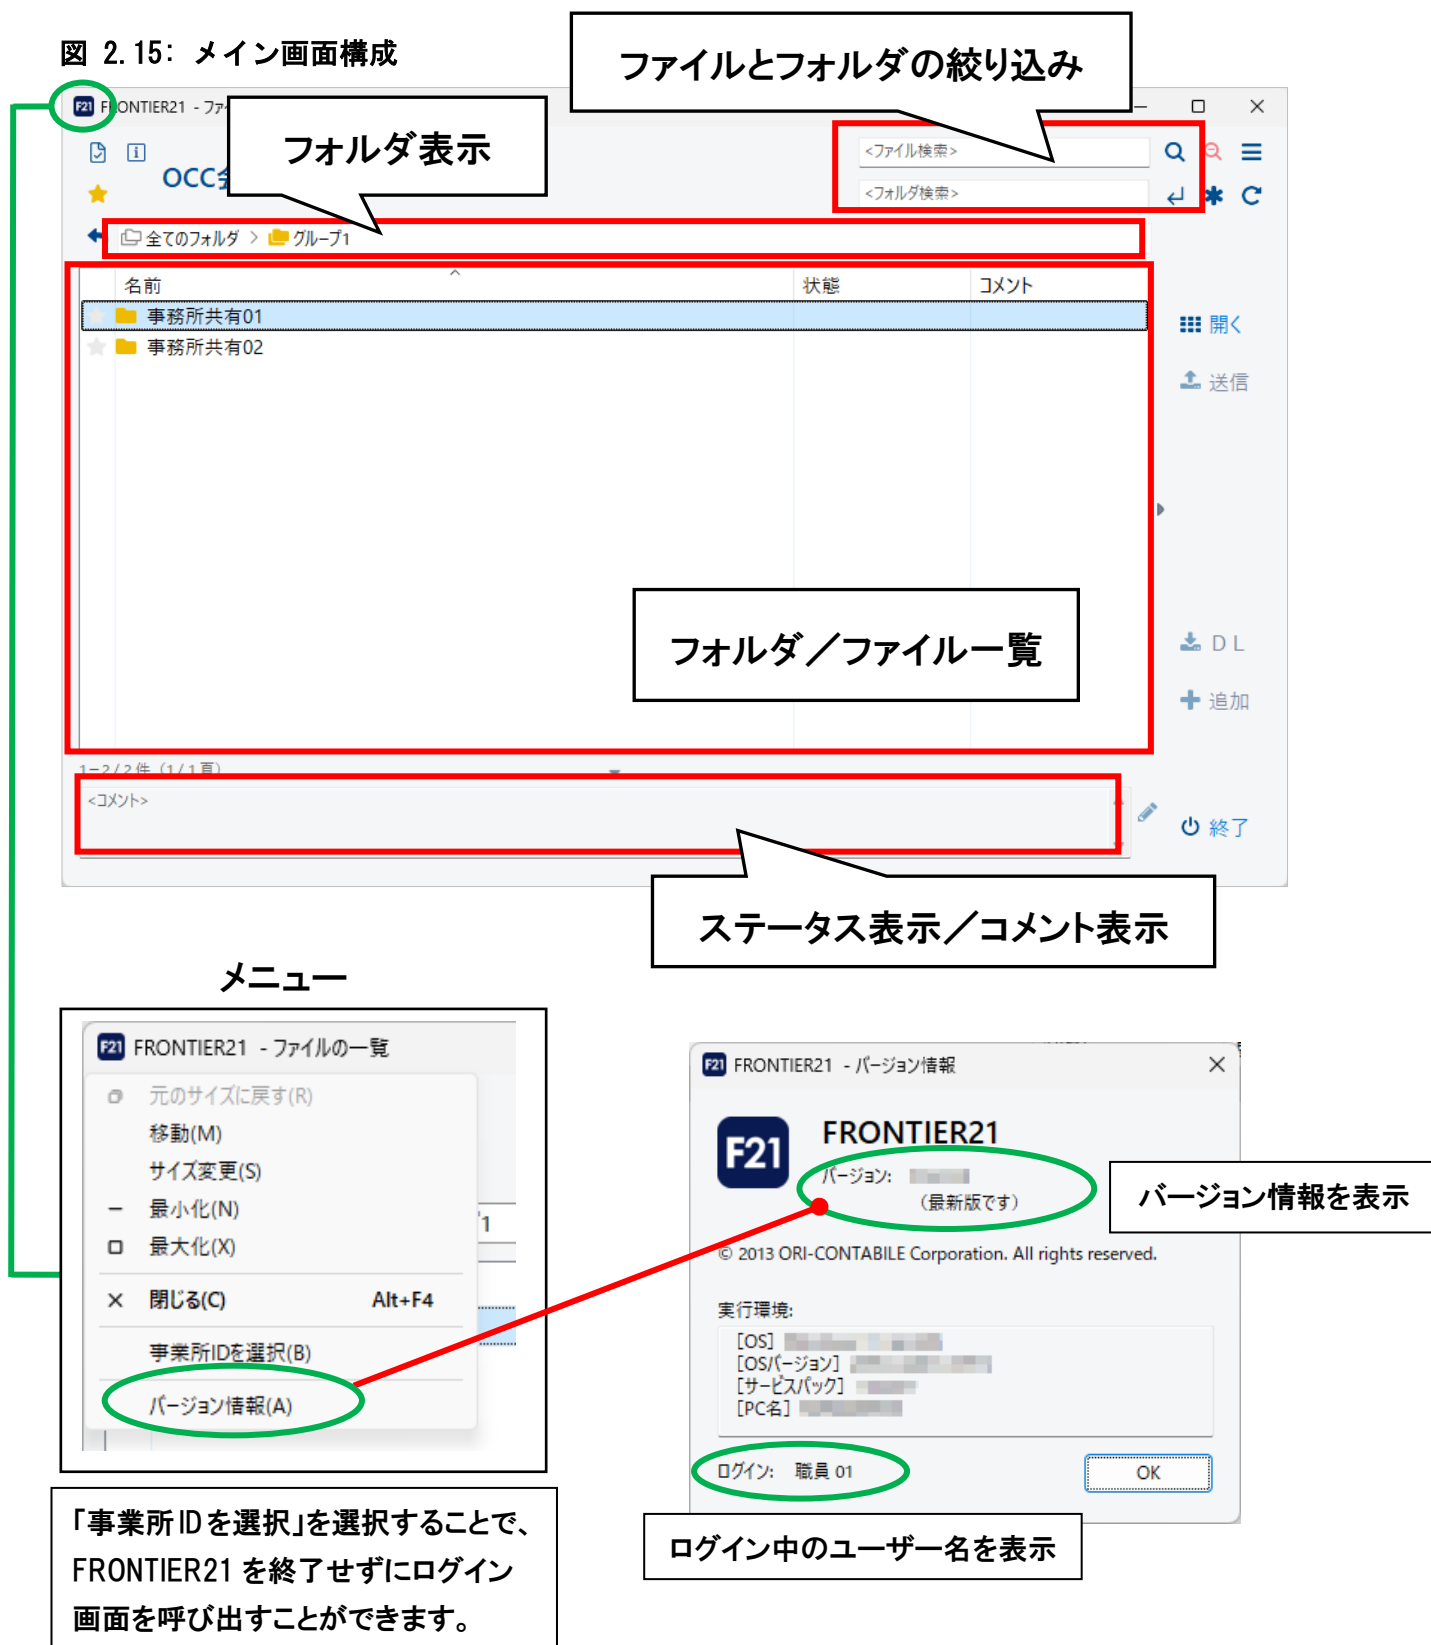 図 2.15: メイン画面構成
ファイルとフォルダの絞り込み
F21 FRONTIER21 - ファイ
フォルダ表示
<ファイル検索>
OCC
<フォルダ検索>
全てのフォルダ > グループ1
名前 状態 コメント
事務所共有01
開く
事務所共有02
送信
フォルダ／ファイル一覧
DL
追加
1－2/2件（1/1頁）
<コメント>
終了
ステータス表示／コメント表示
メニュー
F21 FRONTIER21 - ファイルの一覧
元のサイズに戻す(R)
移動(M)
サイズ変更(S)
最小化(N)
最大化(X)
閉じる(C) Alt+F4
事業所IDを選択(B)
バージョン情報(A)
「事業所IDを選択」を選択することで、
FRONTIER21 を終了せずにログイン
画面を呼び出すことができます。
F21 FRONTIER21 - バージョン情報
F21 FRONTIER21
バージョン:
（最新版です）
バージョン情報を表示
© 2013 ORI-CONTABILE Corporation. All rights reserved.
実行環境:
[OS]
[OSバージョン]
[サービスパック]
[PC名]
ログイン: 職員 01
OK
ログイン中のユーザー名を表示